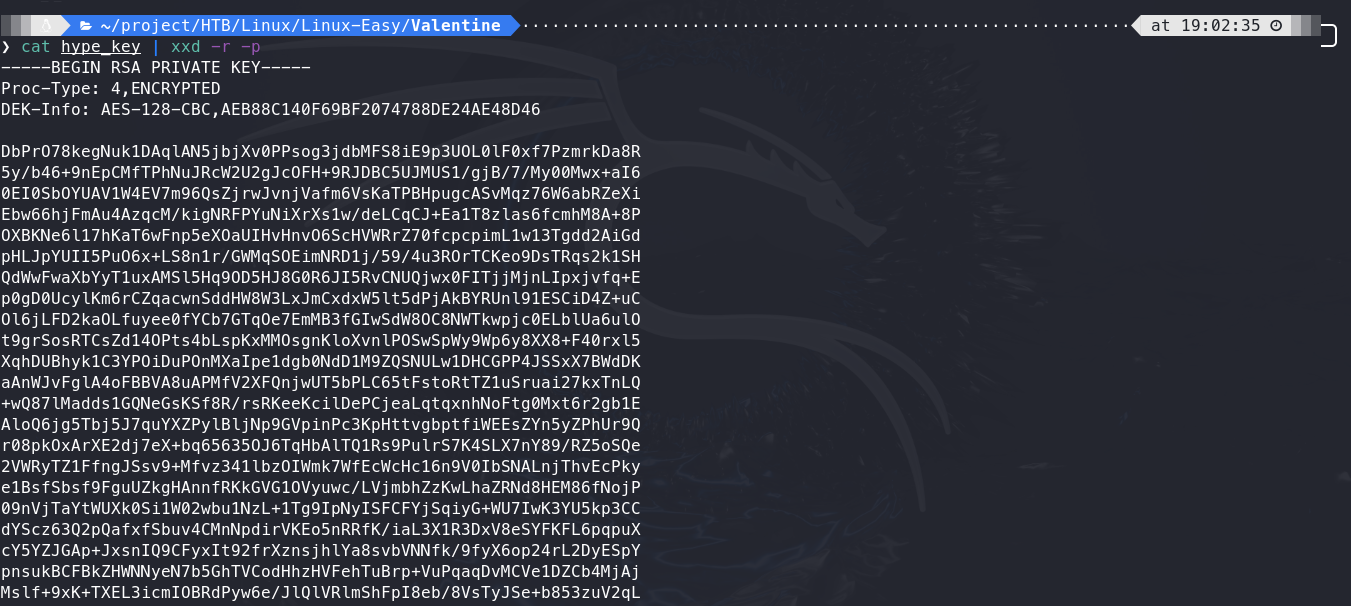 ~/project/HTB/Linux/Linux-Easy/Valentine at 19:02:35
❯ cat hype_key | xxd -r -p
-----BEGIN RSA PRIVATE KEY-----
Proc-Type: 4,ENCRYPTED
DEK-Info: AES-128-CBC,AEB88C140F69BF2074788DE24AE48D46
DbPrO78kegNuk1DAqlAN5jbjXv0PPsog3jdbMFS8iE9p3UOL0lF0xf7PzmrkDa8R
5y/b46+9nEpCMfTPhNuJRcW2U2gJcOFH+9RJDBC5UJMUS1/gjB/7/My00Mwx+aI6
0EI0SbOYUAV1W4EV7m96QsZjrwJvnjVafm6VsKaTPBHpugcASvMqz76W6abRZeXi
Ebw66hjFmAu4AzqcM/kigNRFPYuNiXrXs1w/deLCqCJ+Ea1T8zlas6fcmhM8A+8P
OXBKNe6l17hKaT6wFnp5eXOaUIHvHnvO6ScHVWRrZ70fcpcpimL1w13Tgdd2AiGd
pHLJpYUII5PuO6x+LS8n1r/GWMqSOEimNRD1j/59/4u3ROrTCKeo9DsTRqs2k1SH
QdWwFwaXbYyT1uxAMSl5Hq9OD5HJ8G0R6JI5RvCNUQjwx0FITjjMjnLIpxjvfq+E
p0gD0UcylKm6rCZqacwnSddHW8W3LxJmCxdxW5lt5dPjAkBYRUnl91ESCiD4Z+uC
Ol6jLFD2kaOLfuyee0fYCb7GTqOe7EmMB3fGIwSdW8OC8NWTkwpjc0ELblUa6ulO
t9grSosRTCsZd14OPts4bLspKxMMOsgnKloXvnlPOSwSpWy9Wp6y8XX8+F40rxl5
XqhDUBhyk1C3YPOiDuPOnMXaIpe1dgb0NdD1M9ZQSNULw1DHCGPP4JSSxX7BWdDK
aAnWJvFglA4oFBBVA8uAPMfV2XFQnjwUT5bPLC65tFstoRtTZ1uSruai27kxTnLQ
+wQ87lMadds1GQNeGsKSf8R/rsRKeeKcilDePCjeaLqtqxnhNoFtg0Mxt6r2gb1E
AloQ6jg5Tbj5J7quYXZPylBljNp9GVpinPc3KpHttvgbptfiWEEsZYn5yZPhUr9Q
r08pkOxArXE2dj7eX+bq65635OJ6TqHbAlTQ1Rs9PulrS7K4SLX7nY89/RZ5oSQe
2VWRyTZ1FfngJSsv9+Mfvz341lbzOIWmk7WfEcWcHc16n9V0IbSNALnjThvEcPky
e1BsfSbsf9FguUZkgHAnnfRKkGVG1OVyuwc/LVjmbhZzKwLhaZRNd8HEM86fNojP
09nVjTaYtWUXk0Si1W02wbu1NzL+1Tg9IpNyISFCFYjSqiyG+WU7IwK3YU5kp3CC
dYScz63Q2pQafxfSbuv4CMnNpdirVKEo5nRRfK/iaL3X1R3DxV8eSYFKFL6pqpuX
cY5YZJGAp+JxsnIQ9CFyxIt92frXznsjhlYa8svbVNNfk/9fyX6op24rL2DyESpY
pnsukBCFBkZHWNNyeN7b5GhTVCodHhzHVFehTuBrp+VuPqaqDvMCVe1DZCb4MjAj
Mslf+9xK+TXEL3icmIOBRdPyw6e/JlQlVRlmShFpI8eb/8VsTyJSe+b853zuV2qL